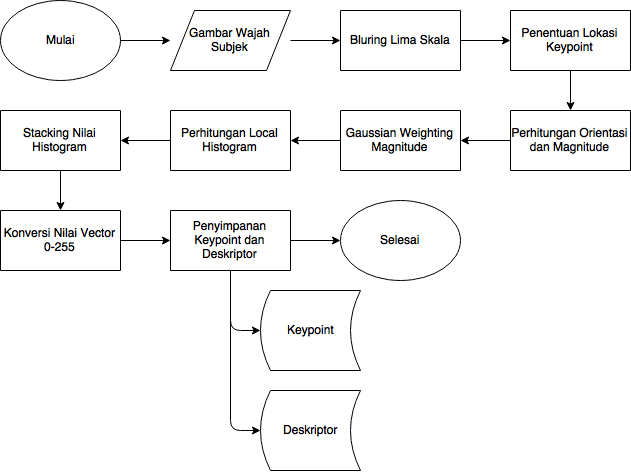 Mulai
Gambar Wajah
Subjek
Bluring Lima Skala
Penentuan Lokasi
Keypoint
Perhitungan Orientasi
dan Magnitude
Gaussian Weighting
Magnitude
Perhitungan Local
Histogram
Stacking Nilai
Histogram
Konversi Nilai Vector
0-255
Penyimpanan
Keypoint dan
Deskriptor
Selesai
Keypoint
Deskriptor